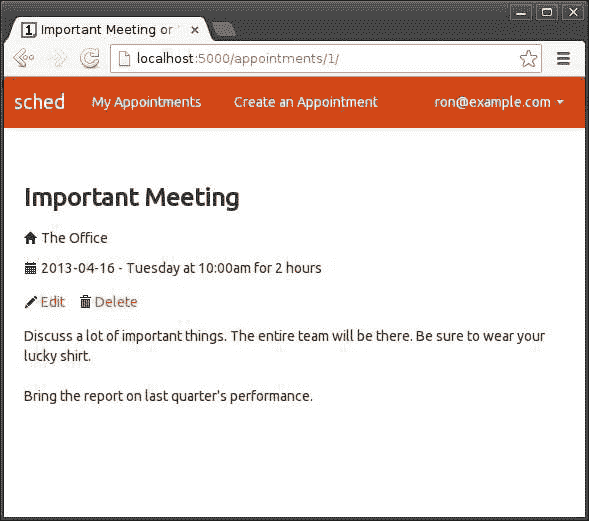 1 Important Meeting or
localhost:5000/appointments/1/
sched My Appointments Create an Appointment ron@example.com
Important Meeting
The Office
2013-04-16 - Tuesday at 10:00am for 2 hours
Edit Delete
Discuss a lot of important things. The entire team will be there. Be sure to wear your
lucky shirt.
Bring the report on last quarter's performance.